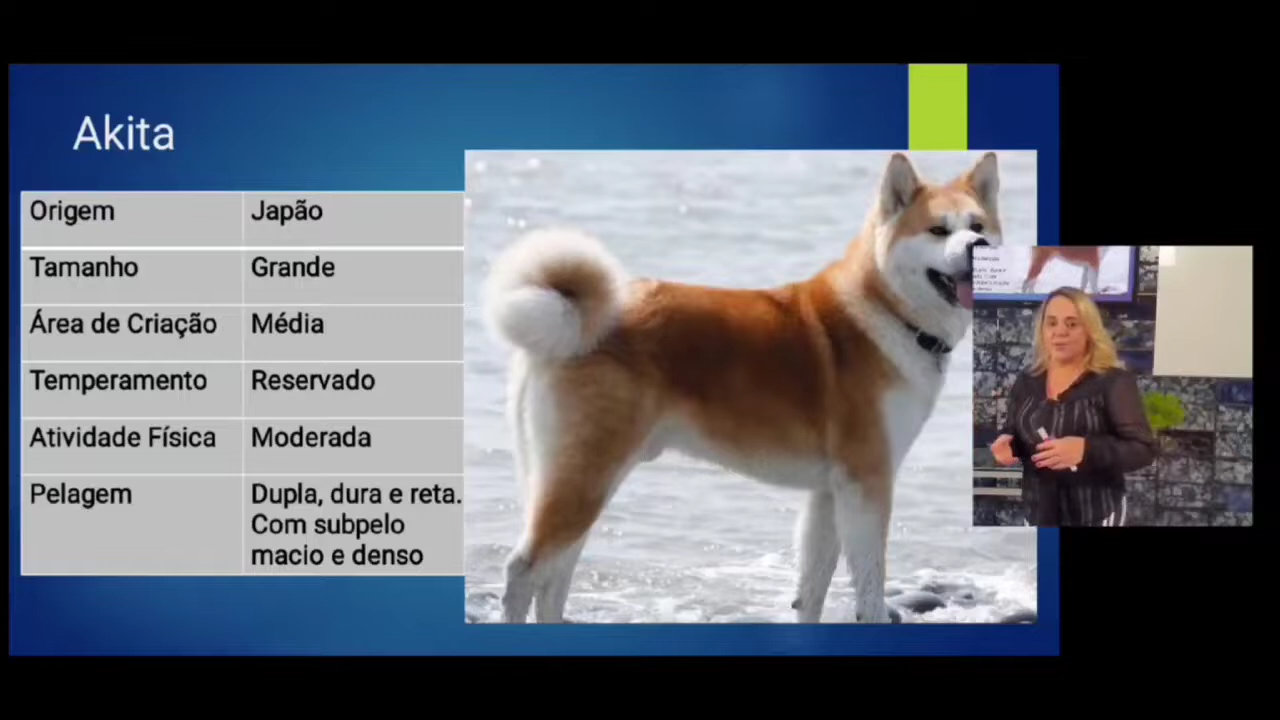 Akita
Origem Japão
Tamanho Grande
Área de Criação Média
Temperamento Reservado
Atividade Física Moderada
Pelagem Dupla, dura e reta.
Com subpelo
macio e denso